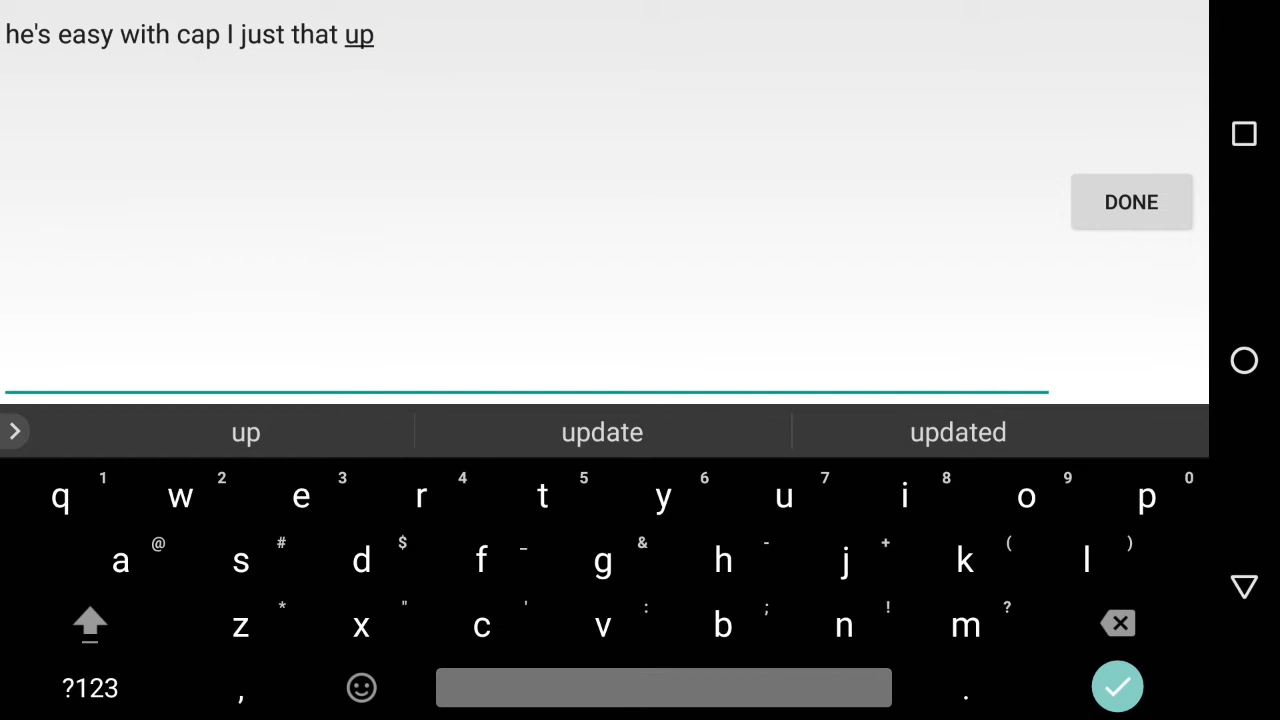 he's easy with cap I just that up
DONE
up update updated
q 1 w 2 e 3 r 4 t 5 y 6 u 7 i 8 o 9 p 0
a @ s # d $ f _ g & h - j + k ( l )
z * x " c ' v : b ; n ! m ?
?123 , .